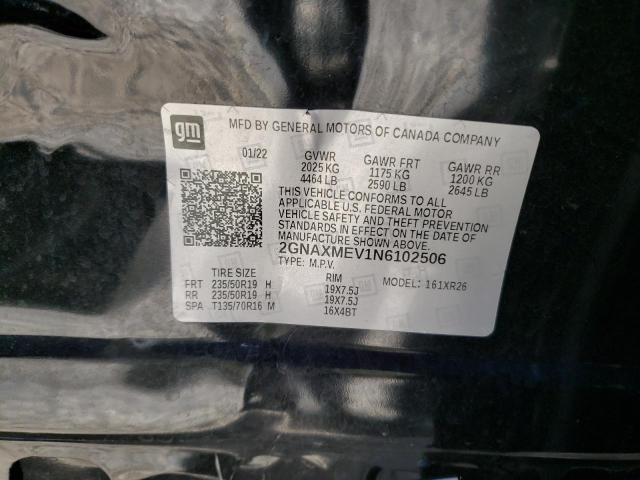 gm
MFD BY GENERAL MOTORS OF CANADA COMPANY
01/22 GVWR GAWR FRT GAWR RR
2025 KG 1175 KG 1200 KG
4464 LB 2590 LB 2645 LB
THIS VEHICLE CONFORMS TO ALL
APPLICABLE U.S. FEDERAL MOTOR
VEHICLE SAFETY AND THEFT PREVENTION
STANDARDS IN EFFECT ON THE DATE OF
MANUFACTURE SHOWN ABOVE.
2GNAXMEV1N6102506
TYPE: M.P.V. MODEL: 161XR26
TIRE SIZE RIM
FRT 235/50R19 H 19X7.5J
RR 235/50R19 H 19X7.5J
SPA T135/70R16 M 16X4BT